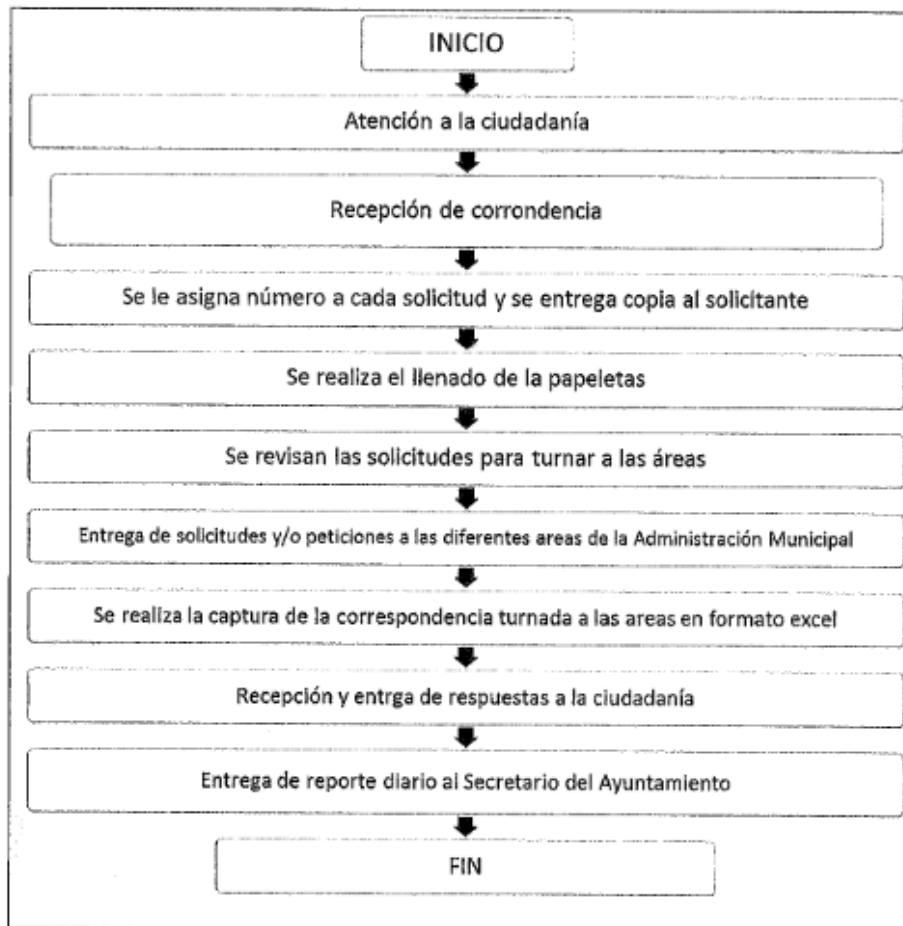 INICIO
Atención a la ciudadanía
Recepción de corrondencia
Se le asigna número a cada solicitud y se entrega copia al solicitante
Se realiza el llenado de la papeletas
Se revisan las solicitudes para turnar a las áreas
Entrega de solicitudes y/o peticiones a las diferentes areas de la Administración Municipal
Se realiza la captura de la correspondencia turnada a las areas en formato excel
Recepción y entrga de respuestas a la ciudadanía
Entrega de reporte diario al Secretario del Ayuntamiento
FIN